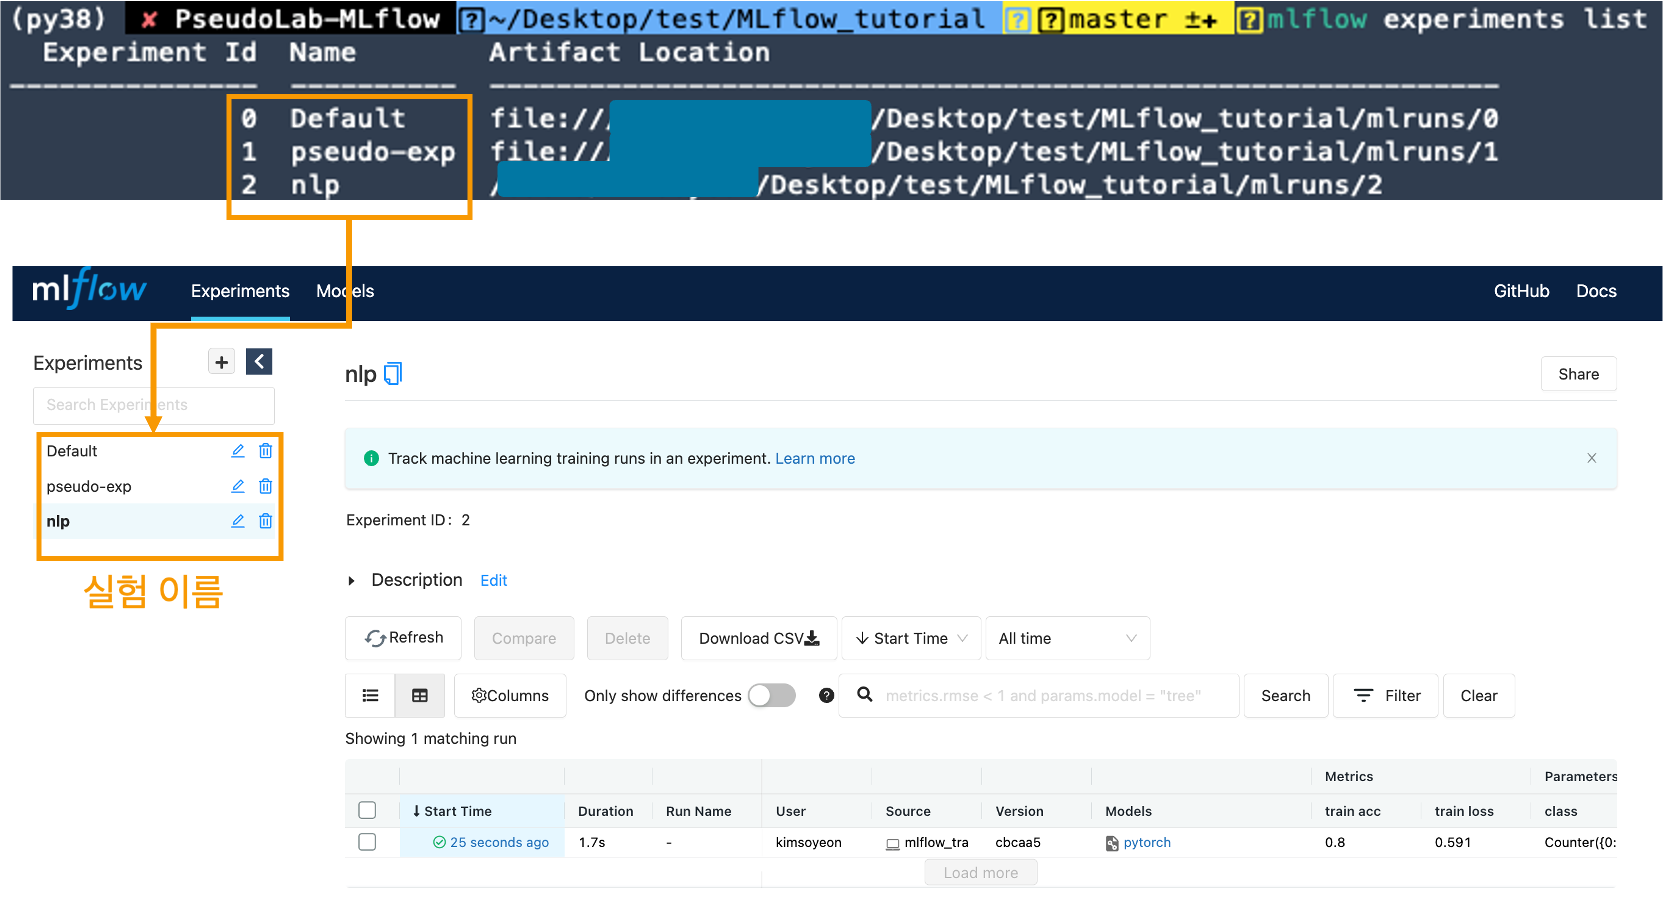 (py38) ✘ PseudoLab-MLflow ~/Desktop/test/MLflow_tutorial master ±✚ mlflow experiments list
Experiment Id Name Artifact Location
--------------- ---------- ---------------------------------------------------------------
0 Default file:///Desktop/test/MLflow_tutorial/mlruns/0
1 pseudo-exp file:///Desktop/test/MLflow_tutorial/mlruns/1
2 nlp /Desktop/test/MLflow_tutorial/mlruns/2
mlflow Experiments Models GitHub Docs
Experiments
Search Experiments
Default
pseudo-exp
nlp
실험 이름
nlp
Share
Track machine learning training runs in an experiment. Learn more
Experiment ID: 2
Description Edit
Refresh Compare Delete Download CSV Start Time All time
Columns Only show differences metrics.rmse < 1 and params.model = "tree" Search Filter Clear
Showing 1 matching run
Metrics Parameters
↓ Start Time Duration Run Name User Source Version Models train acc train loss class
25 seconds ago 1.7s - kimsoyeon mlflow_tra cbcaa5 pytorch 0.8 0.591 Counter({0:
Load more